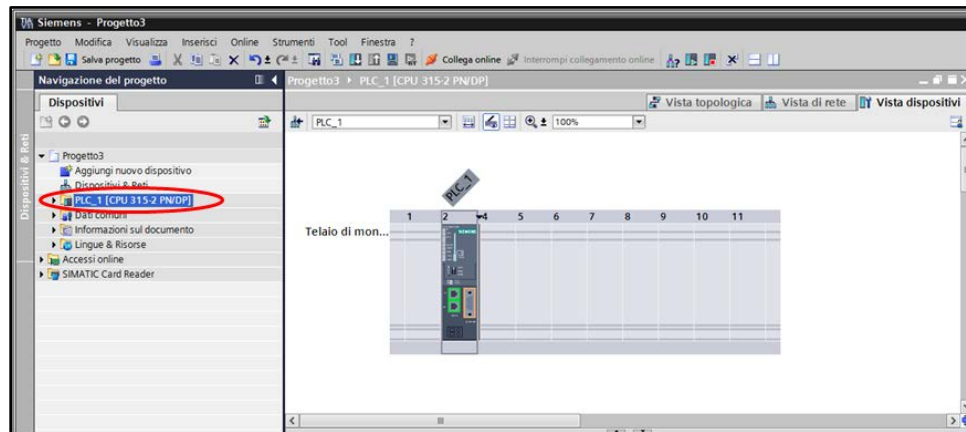 Siemens - Progetto3
Progetto Modifica Visualizza Inserisci Online Strumenti Tool Finestra ?
Salva progetto Collega online Interrompi collegamento online
Navigazione del progetto
Progetto3 PLC_1 [CPU 315-2 PN/DP]
Dispositivi
Vista topologica Vista di rete Vista dispositivi
PLC_1 100%
Dispositivi & Reti
Progetto3
Aggiungi nuovo dispositivo
Dispositivi & Reti
PLC_1 [CPU 315-2 PN/DP]
Dati comuni
Informazioni sul documento
Lingue & Risorse
Accessi online
SIMATIC Card Reader
PLC_1
1 2 4 5 6 7 8 9 10 11
Telaio di mon...
SIEMENS